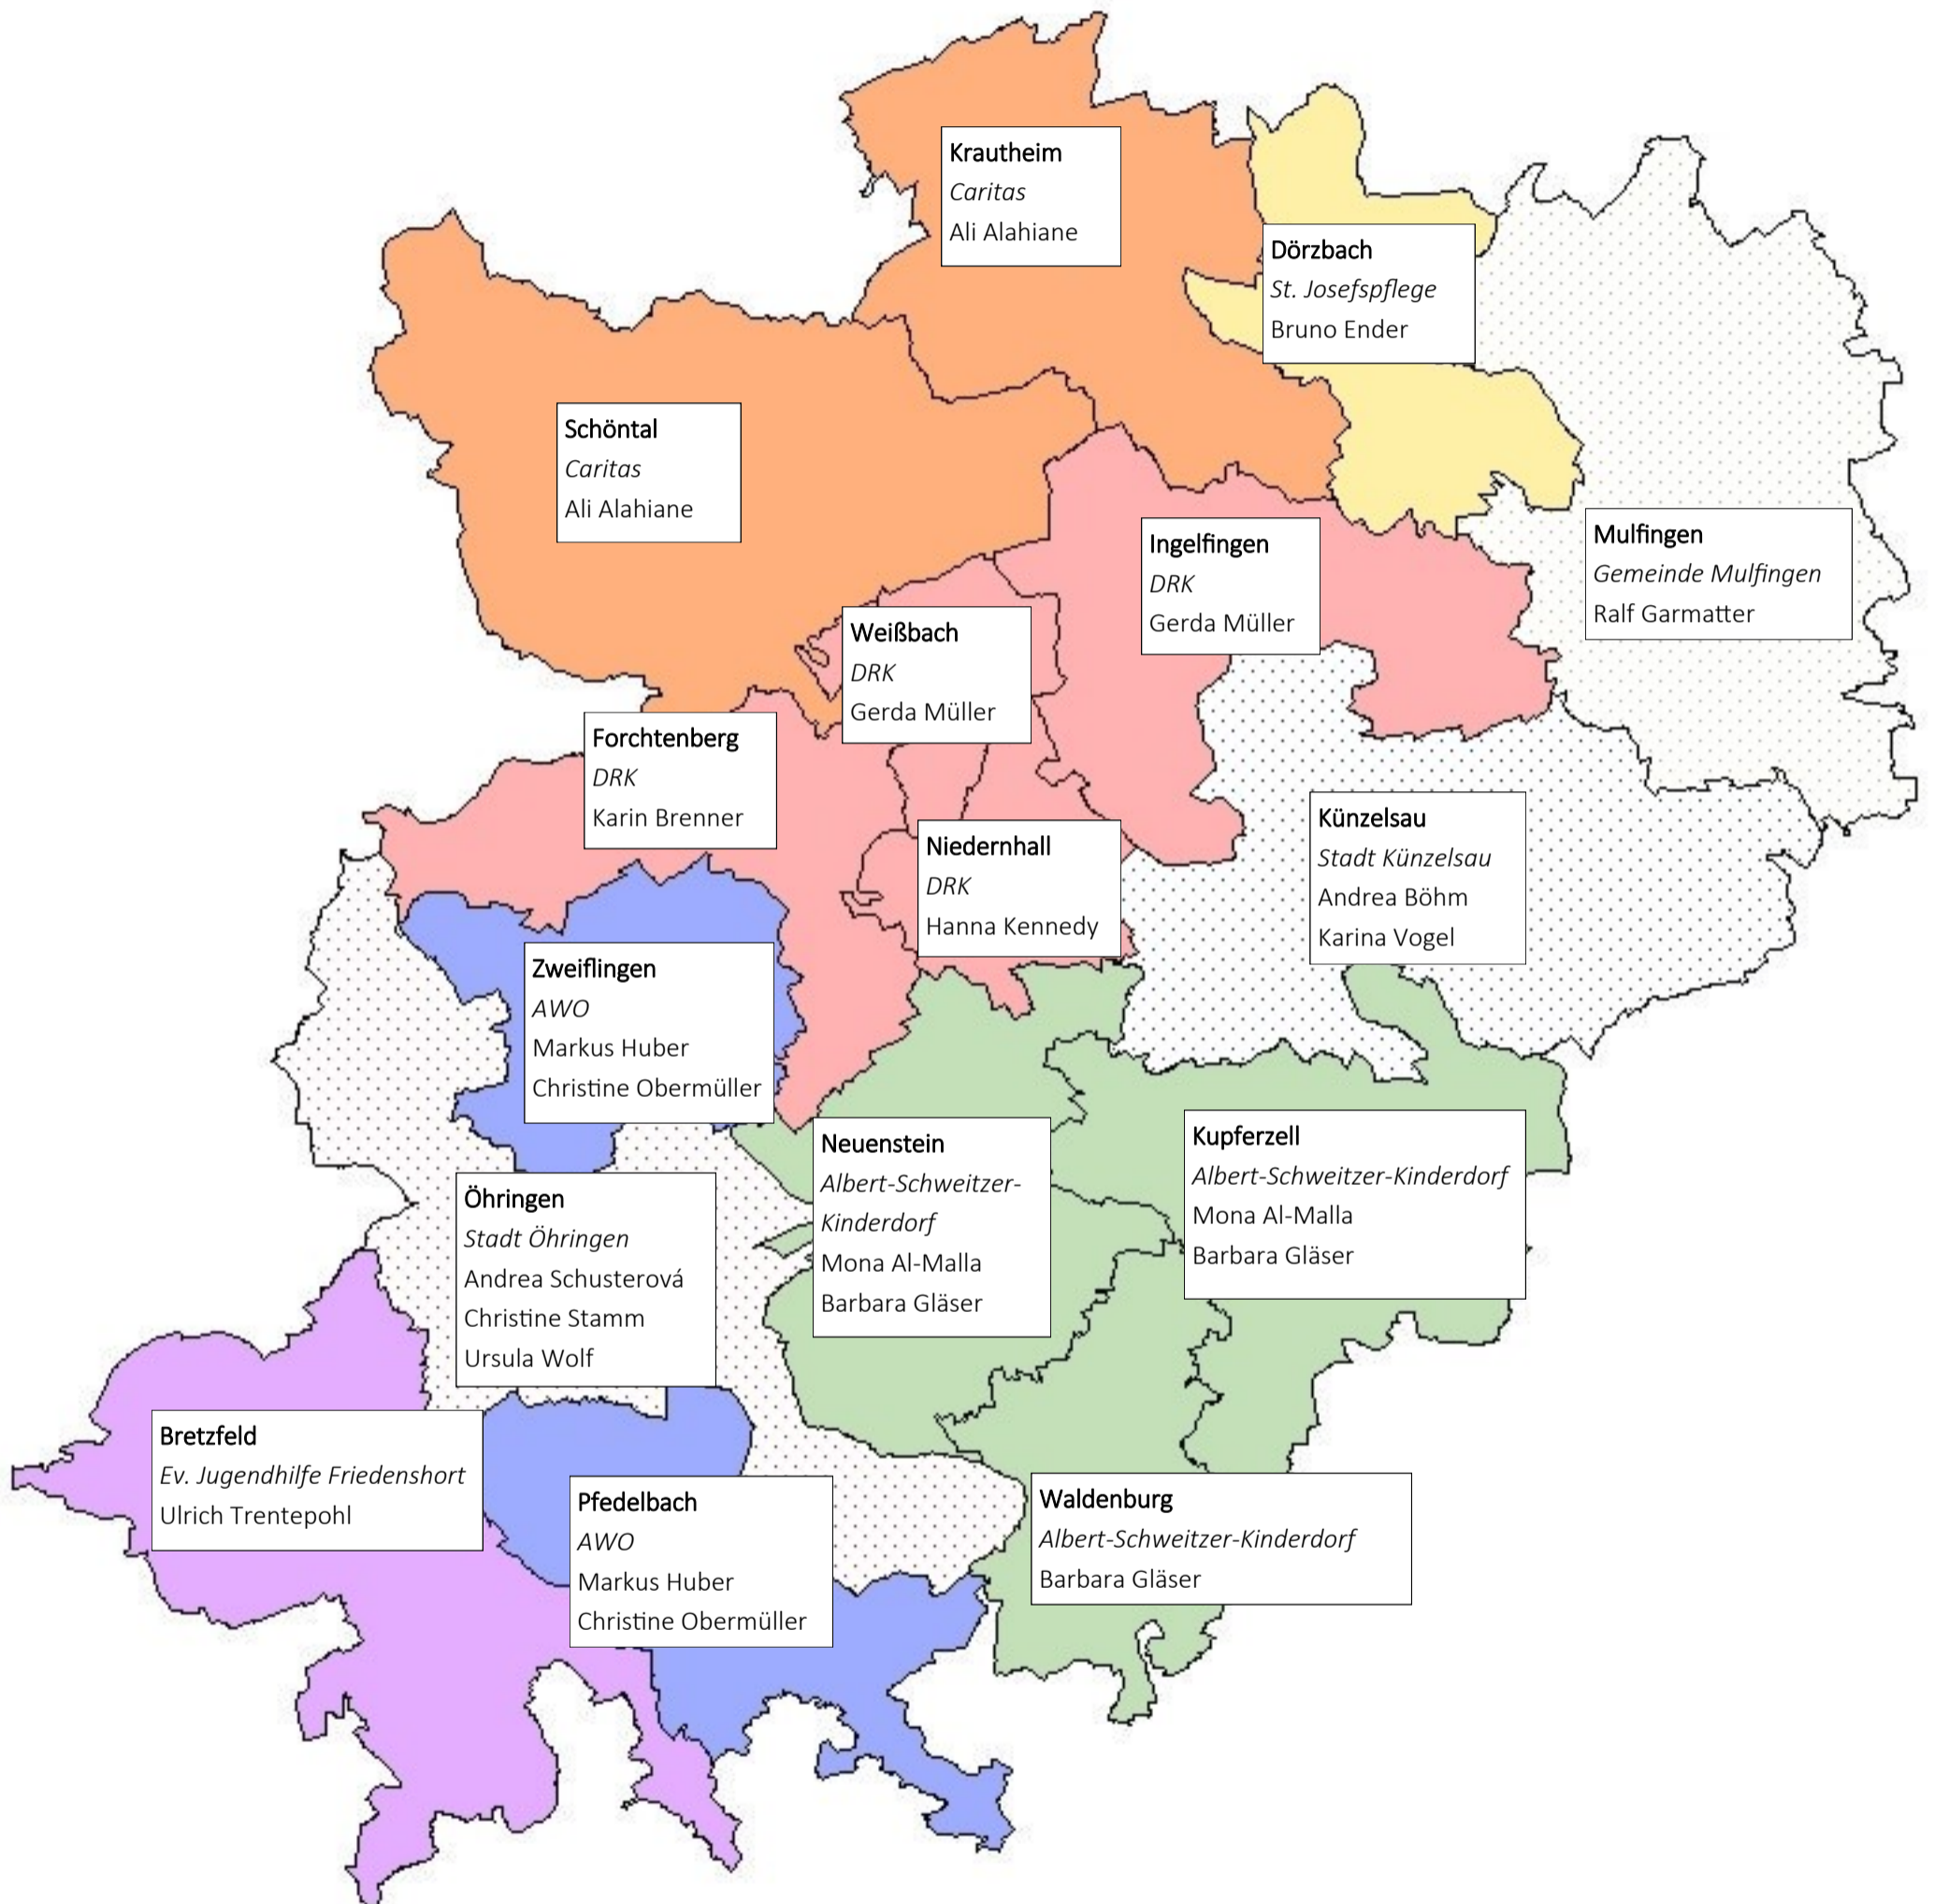 Krautheim
Caritas
Ali Alahiane
Dörzbach
St. Josefspflege
Bruno Ender
Schöntal
Caritas
Ali Alahiane
Ingelfingen
DRK
Gerda Müller
Mulfingen
Gemeinde Mulfingen
Ralf Garmatter
Weißbach
DRK
Gerda Müller
Forchtenberg
DRK
Karin Brenner
Niedernhall
DRK
Hanna Kennedy
Künzelsau
Stadt Künzelsau
Andrea Böhm
Karina Vogel
Zweiflingen
AWO
Markus Huber
Christine Obermüller
Neuenstein
Albert-Schweitzer-
Kinderdorf
Mona Al-Malla
Barbara Gläser
Kupferzell
Albert-Schweitzer-Kinderdorf
Mona Al-Malla
Barbara Gläser
Öhringen
Stadt Öhringen
Andrea Schusterová
Christine Stamm
Ursula Wolf
Bretzfeld
Ev. Jugendhilfe Friedenshort
Ulrich Trentepohl
Pfedelbach
AWO
Markus Huber
Christine Obermüller
Waldenburg
Albert-Schweitzer-Kinderdorf
Barbara Gläser